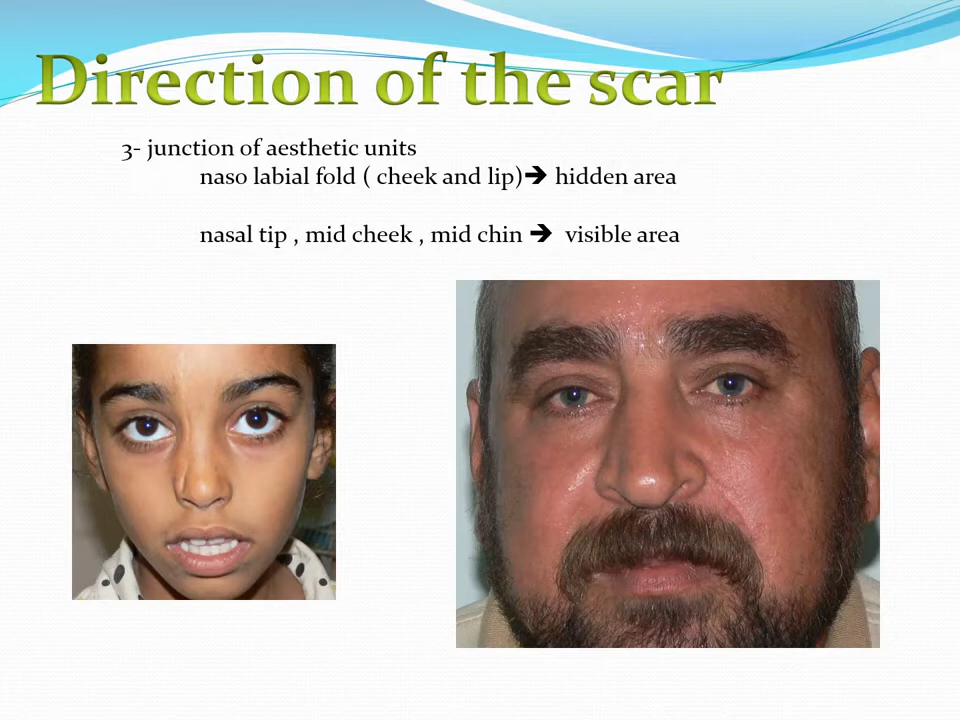 Direction of the scar
3- junction of aesthetic units
naso labial fold ( cheek and lip)➔ hidden area
nasal tip , mid cheek , mid chin ➔ visible area